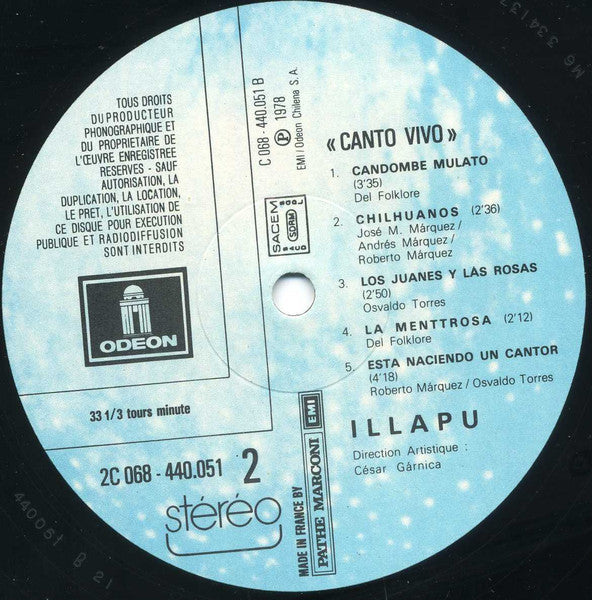 TOUS DROITS
DU PRODUCTEUR
PHONOGRAPHIQUE ET
DU PROPRIETAIRE DE
L'ŒUVRE ENREGISTREE
RESERVES - SAUF
AUTORISATION, LA
DUPLICATION, LA LOCATION,
LE PRET, L'UTILISATION DE
CE DISQUE POUR EXECUTION
PUBLIQUE ET RADIODIFFUSION
SONT INTERDITS
ODEON
33 1/3 tours minute
2C 068 - 440.051 2
stéréo
C 068 - 440.051 B
Ⓟ 1978
EMI / Odeon Chilena S.A.
SACEM
SDRM
MADE IN FRANCE BY
PATHE MARCONI EMI
« CANTO VIVO »
1. CANDOMBE MULATO
(3'35)
Del Folklore
2. CHILHUANOS (2'36)
José M. Márquez /
Andrés Márquez /
Roberto Márquez
3. LOS JUANES Y LAS ROSAS
(2'50)
Osvaldo Torres
4. LA MENTTROSA (2'12)
Del Folklore
5. ESTA NACIENDO UN CANTOR
(4'18)
Roberto Márquez / Osvaldo Torres
ILLAPU
Direction Artistique :
César Gárnica
440051 B 21